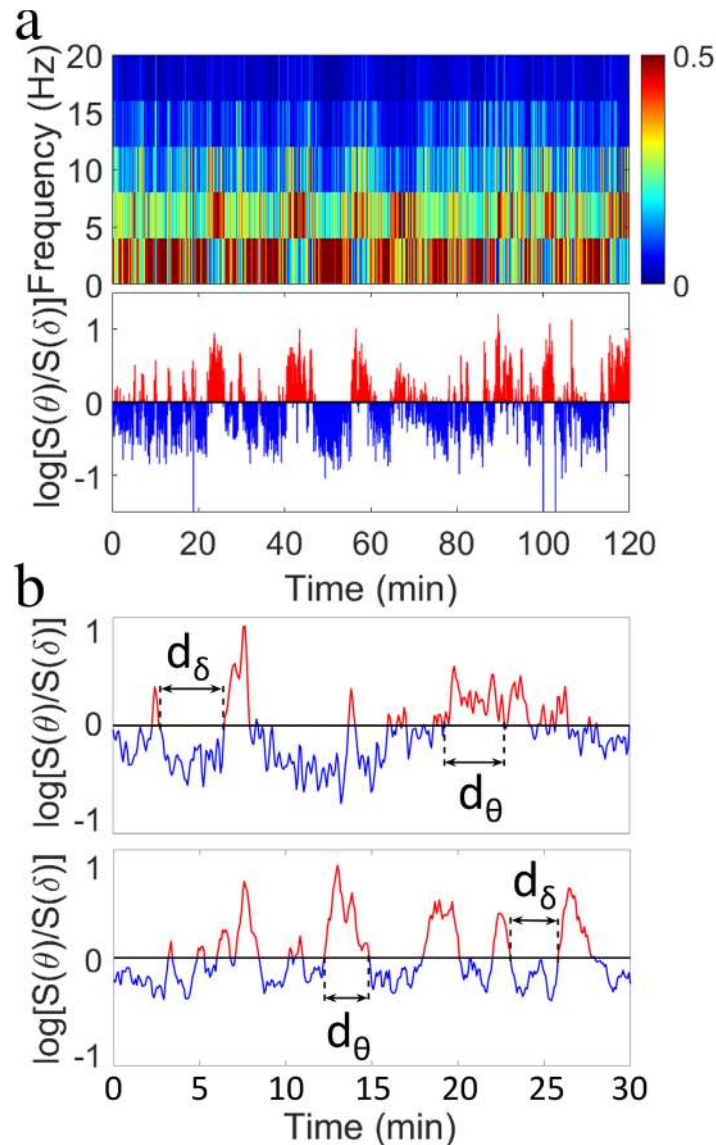 a
Frequency (Hz)
20
15
10
5
0
0.5
0
log[S(θ)/S(δ)]
1
0
-1
0 20 40 60 80 100 120
Time (min)
b
log[S(θ)/S(δ)]
1
0
-1
dδ
dθ
log[S(θ)/S(δ)]
1
0
-1
dδ
dθ
0 5 10 15 20 25 30
Time (min)